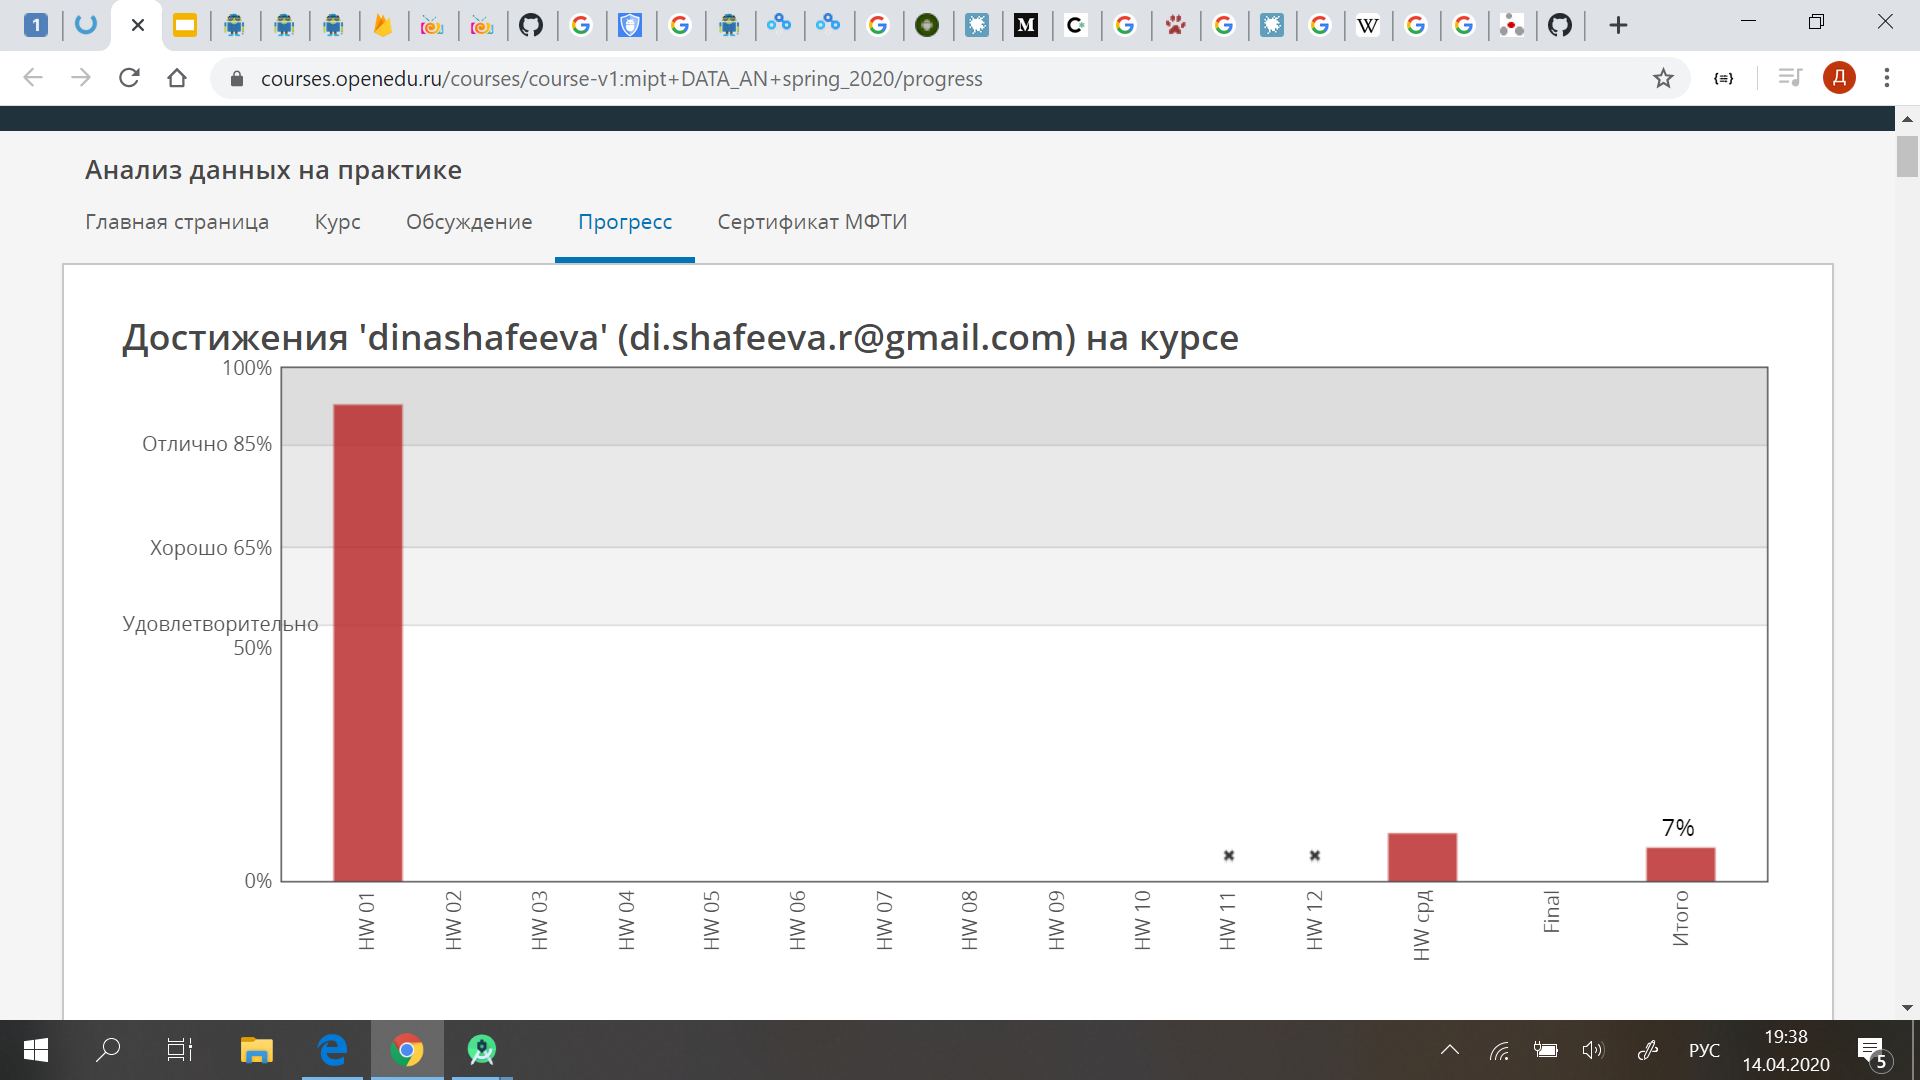 1
M
C
W
courses.openedu.ru/courses/course-v1:mipt+DATA_AN+spring_2020/progress
Д
Анализ данных на практике
Главная страница
Курс
Обсуждение
Прогресс
Сертификат МФТИ
Достижения 'dinashafeeva' (di.shafeeva.r@gmail.com) на курсе
100%
Отлично 85%
Хорошо 65%
Удовлетворительно
50%
0%
7%
HW 01
HW 02
HW 03
HW 04
HW 05
HW 06
HW 07
HW 08
HW 09
HW 10
HW 11
HW 12
HW срд
Final
Итого
РУС
19:38
14.04.2020
5